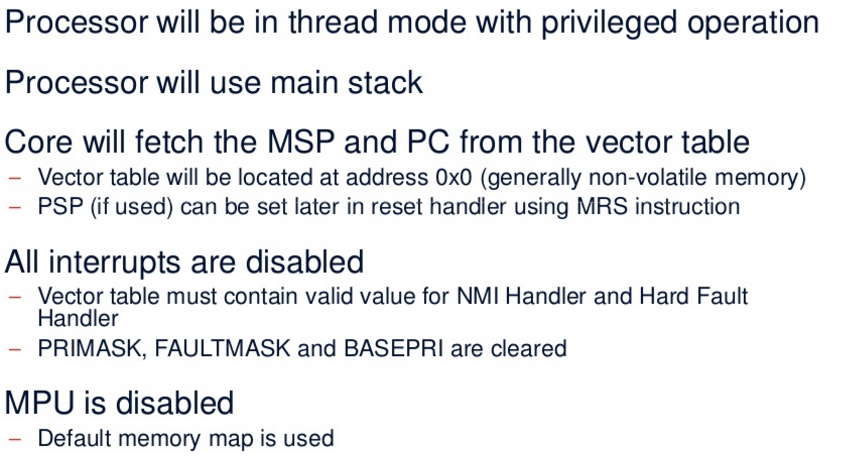 Processor will be in thread mode with privileged operation
Processor will use main stack
Core will fetch the MSP and PC from the vector table
– Vector table will be located at address 0x0 (generally non-volatile memory)
– PSP (if used) can be set later in reset handler using MRS instruction
All interrupts are disabled
– Vector table must contain valid value for NMI Handler and Hard Fault
Handler
– PRIMASK, FAULTMASK and BASEPRI are cleared
MPU is disabled
– Default memory map is used